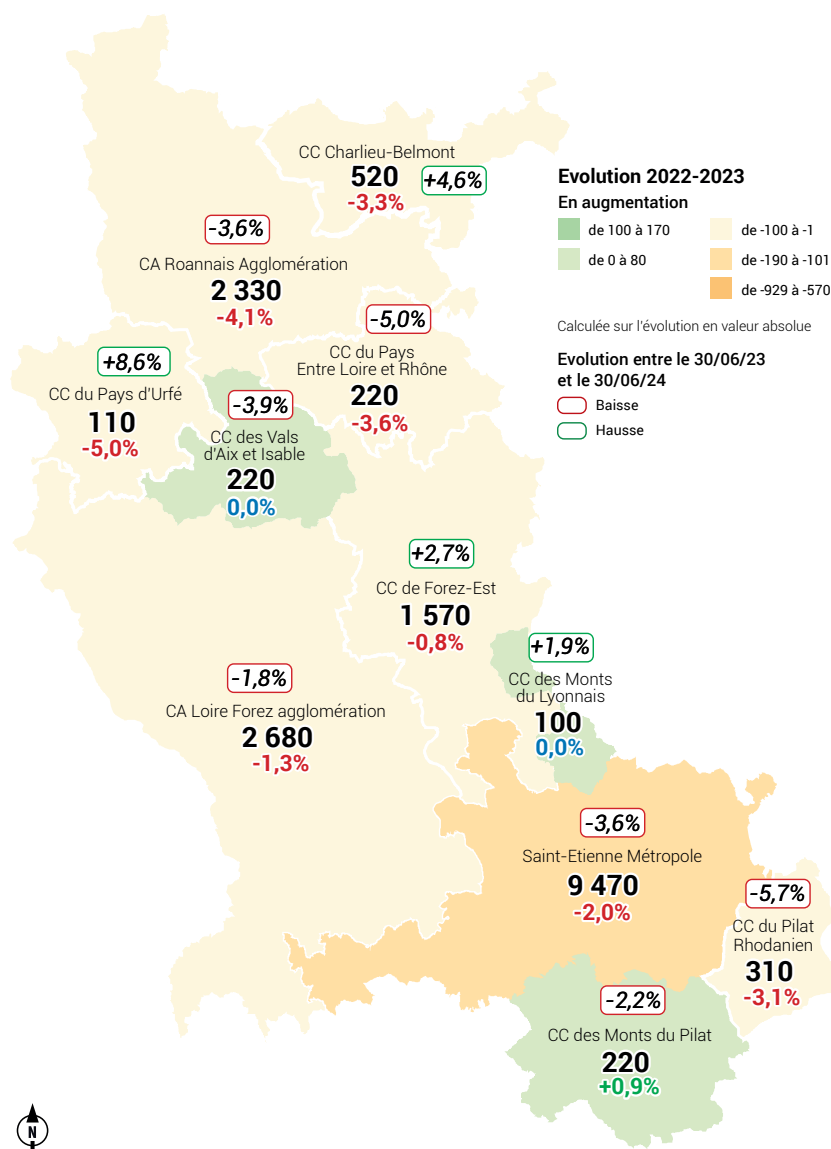 CC Charlieu-Belmont
520
+4,6%
-3,3%
Evolution 2022-2023
En augmentation
de 100 à 170
de 0 à 80
de -100 à -1
de -190 à -101
de -929 à -570
Calculée sur l'évolution en valeur absolue
Evolution entre le 30/06/23
et le 30/06/24
Baisse
Hausse
-3,6%
CA Roannais Agglomération
2 330
-4,1%
-5,0%
CC du Pays
Entre Loire et Rhône
220
-3,6%
+8,6%
CC du Pays d'Urfé
110
-5,0%
-3,9%
CC des Vals
d'Aix et Isable
220
0,0%
+2,7%
CC de Forez-Est
1 570
-0,8%
+1,9%
CC des Monts
du Lyonnais
100
0,0%
-1,8%
CA Loire Forez agglomération
2 680
-1,3%
-3,6%
Saint-Etienne Métropole
9 470
-2,0%
-5,7%
CC du Pilat
Rhodanien
310
-3,1%
-2,2%
CC des Monts du Pilat
220
+0,9%
N